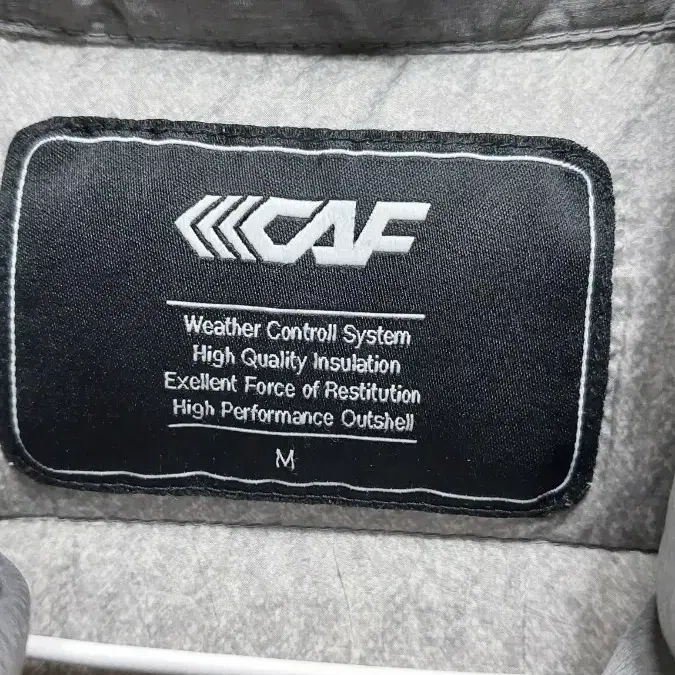 CAF
Weather Controll System
High Quality Insulation
Exellent Force of Restitution
High Performance Outshell
M